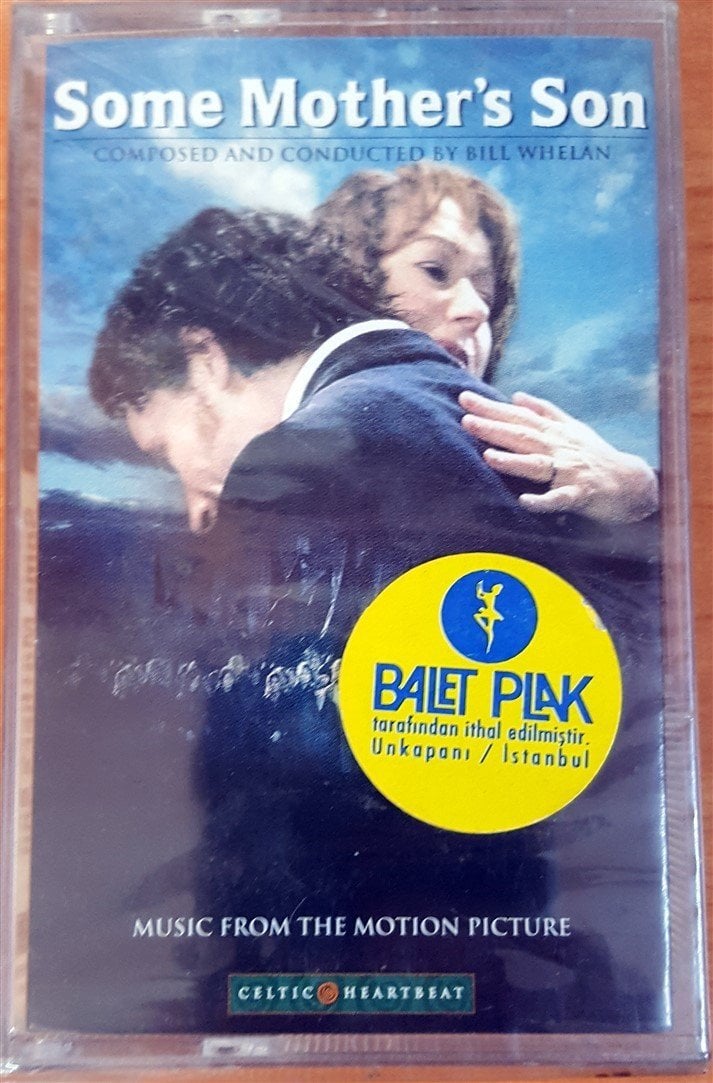 Some Mother's Son
COMPOSED AND CONDUCTED BY BILL WHELAN
BALET PLAK
tarafından ithal edilmiştir.
Unkapanı / İstanbul
MUSIC FROM THE MOTION PICTURE
CELTIC HEARTBEAT